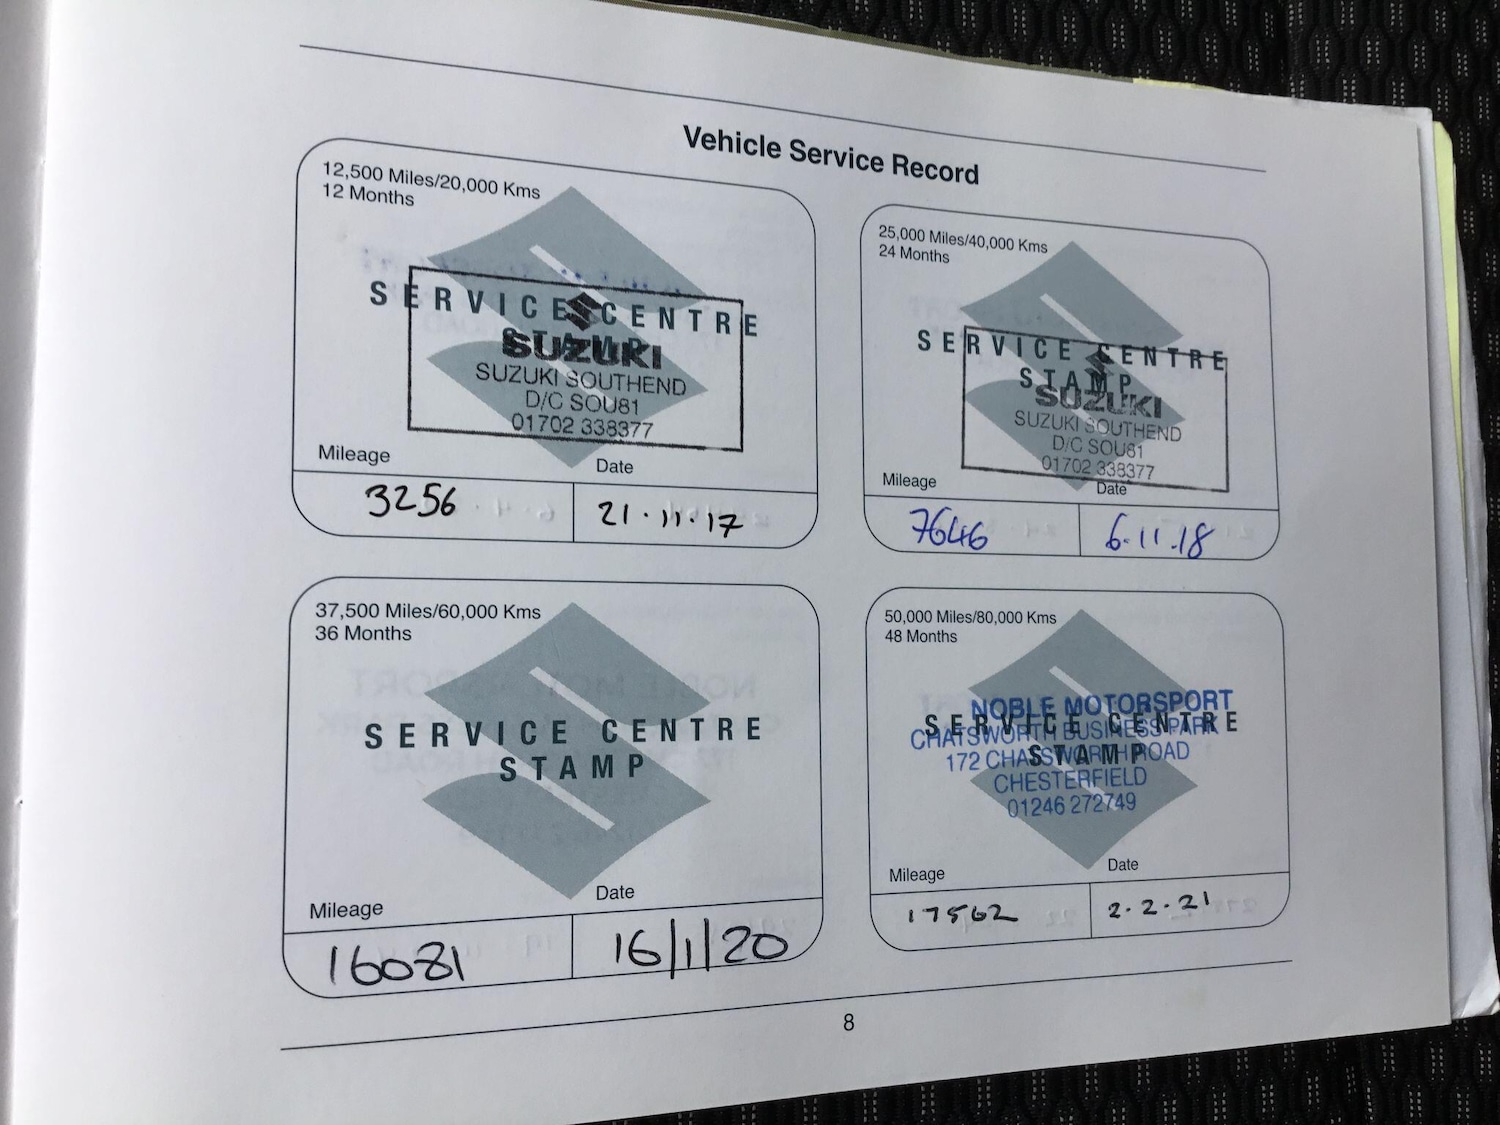 Vehicle Service Record
12,500 Miles/20,000 Kms
12 Months
SERVICE CENTRE
STAMP
SUZUKI
SUZUKI SOUTHEND
D/C SOU81
01702 338377
Mileage
Date
3256
21.11.17
25,000 Miles/40,000 Kms
24 Months
SERVICE CENTRE
STAMP
SUZUKI
SUZUKI SOUTHEND
D/C SOU81
01702 338377
Mileage
Date
7646
6.11.18
37,500 Miles/60,000 Kms
36 Months
SERVICE CENTRE
STAMP
Mileage
Date
16081
16/1/20
50,000 Miles/80,000 Kms
48 Months
NOBLE MOTORSPORT
SERVICE CENTRE
CHATSWORTH BUSINESS PARK
STAMP
172 CHATSWORTH ROAD
CHESTERFIELD
01246 272749
Mileage
Date
17562
2.2.21
8